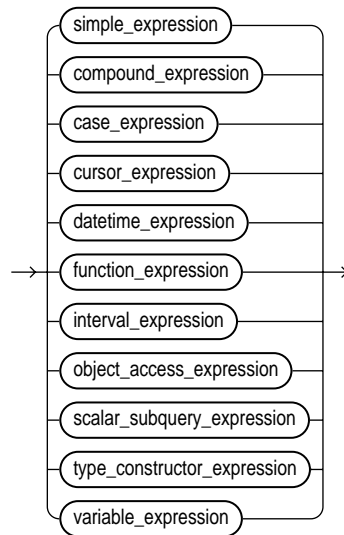 simple_expression
compound_expression
case_expression
cursor_expression
datetime_expression
function_expression
interval_expression
object_access_expression
scalar_subquery_expression
type_constructor_expression
variable_expression